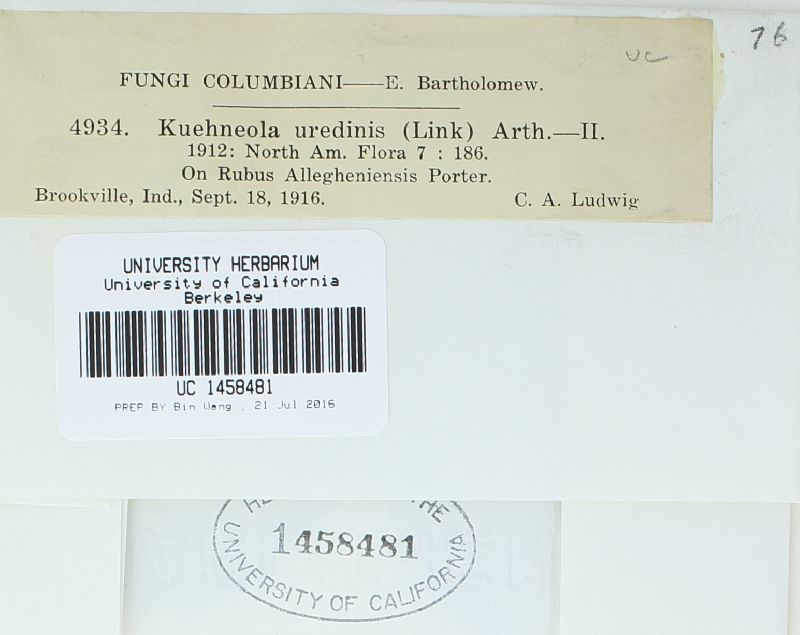 76
UC
FUNGI COLUMBIANI——E. Bartholomew.
4934. Kuehneola uredinis (Link) Arth.—II.
1912: North Am. Flora 7 : 186.
On Rubus Allegheniensis Porter.
Brookville, Ind., Sept. 18, 1916. C. A. Ludwig
UNIVERSITY HERBARIUM
University of California
Berkeley
UC 1458481
PREP BY Bin Wang , 21 Jul 2016
THE
1458481
UNIVERSITY OF CALIFORNIA